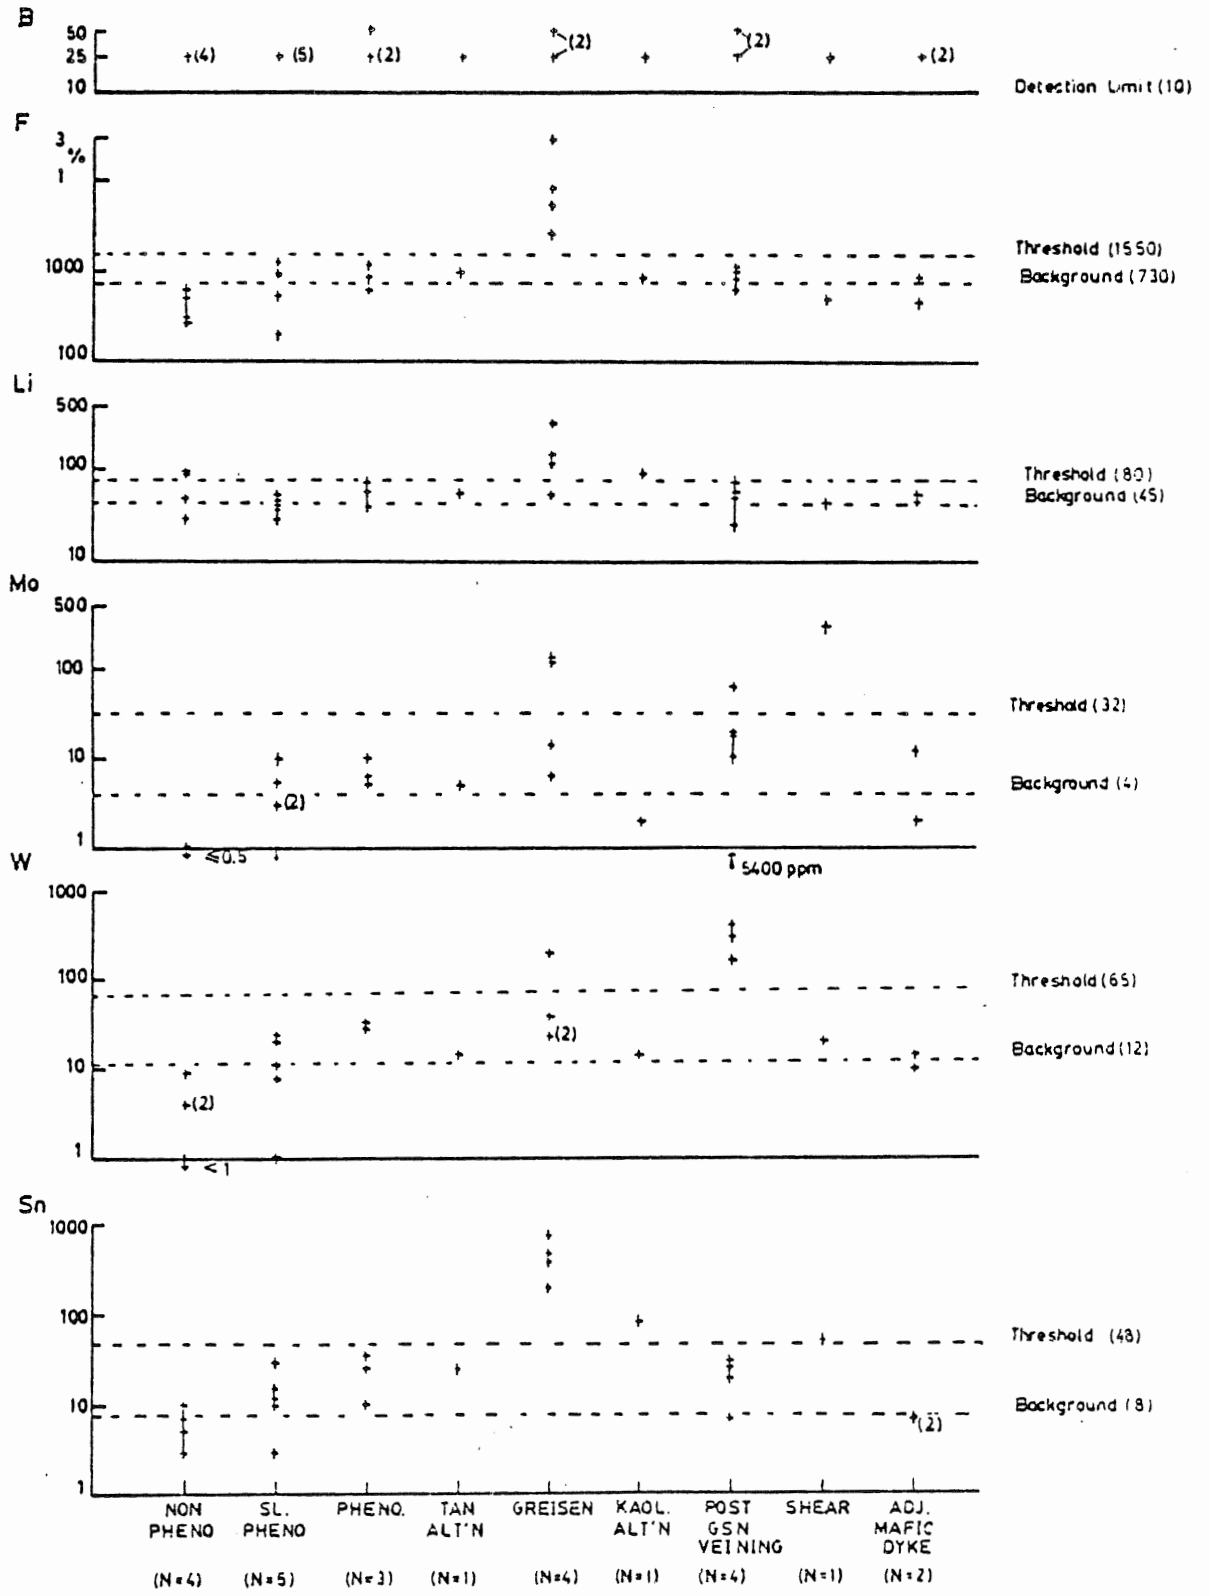 B
50
25
10
(4)
(5)
(2)
(2)
(2)
(2)
Detection Limit (10)
F
3
%
1
1000
100
Threshold (1550)
Background (730)
Li
500
100
10
Threshold (80)
Background (45)
Mo
500
100
10
1
(2)
≤0.5
Threshold (32)
Background (4)
W
5400 ppm
1000
100
10
1
(2)
(2)
<1
Threshold (65)
Background (12)
Sn
1000
100
10
1
(2)
Threshold (48)
Background (8)
NON PHENO (N=4)
SL. PHENO (N=5)
PHENO. (N=3)
TAN ALT'N (N=1)
GREISEN (N=4)
KAOL. ALT'N (N=1)
POST GSN VEINING (N=4)
SHEAR (N=1)
ADJ. MAFIC DYKE (N=2)